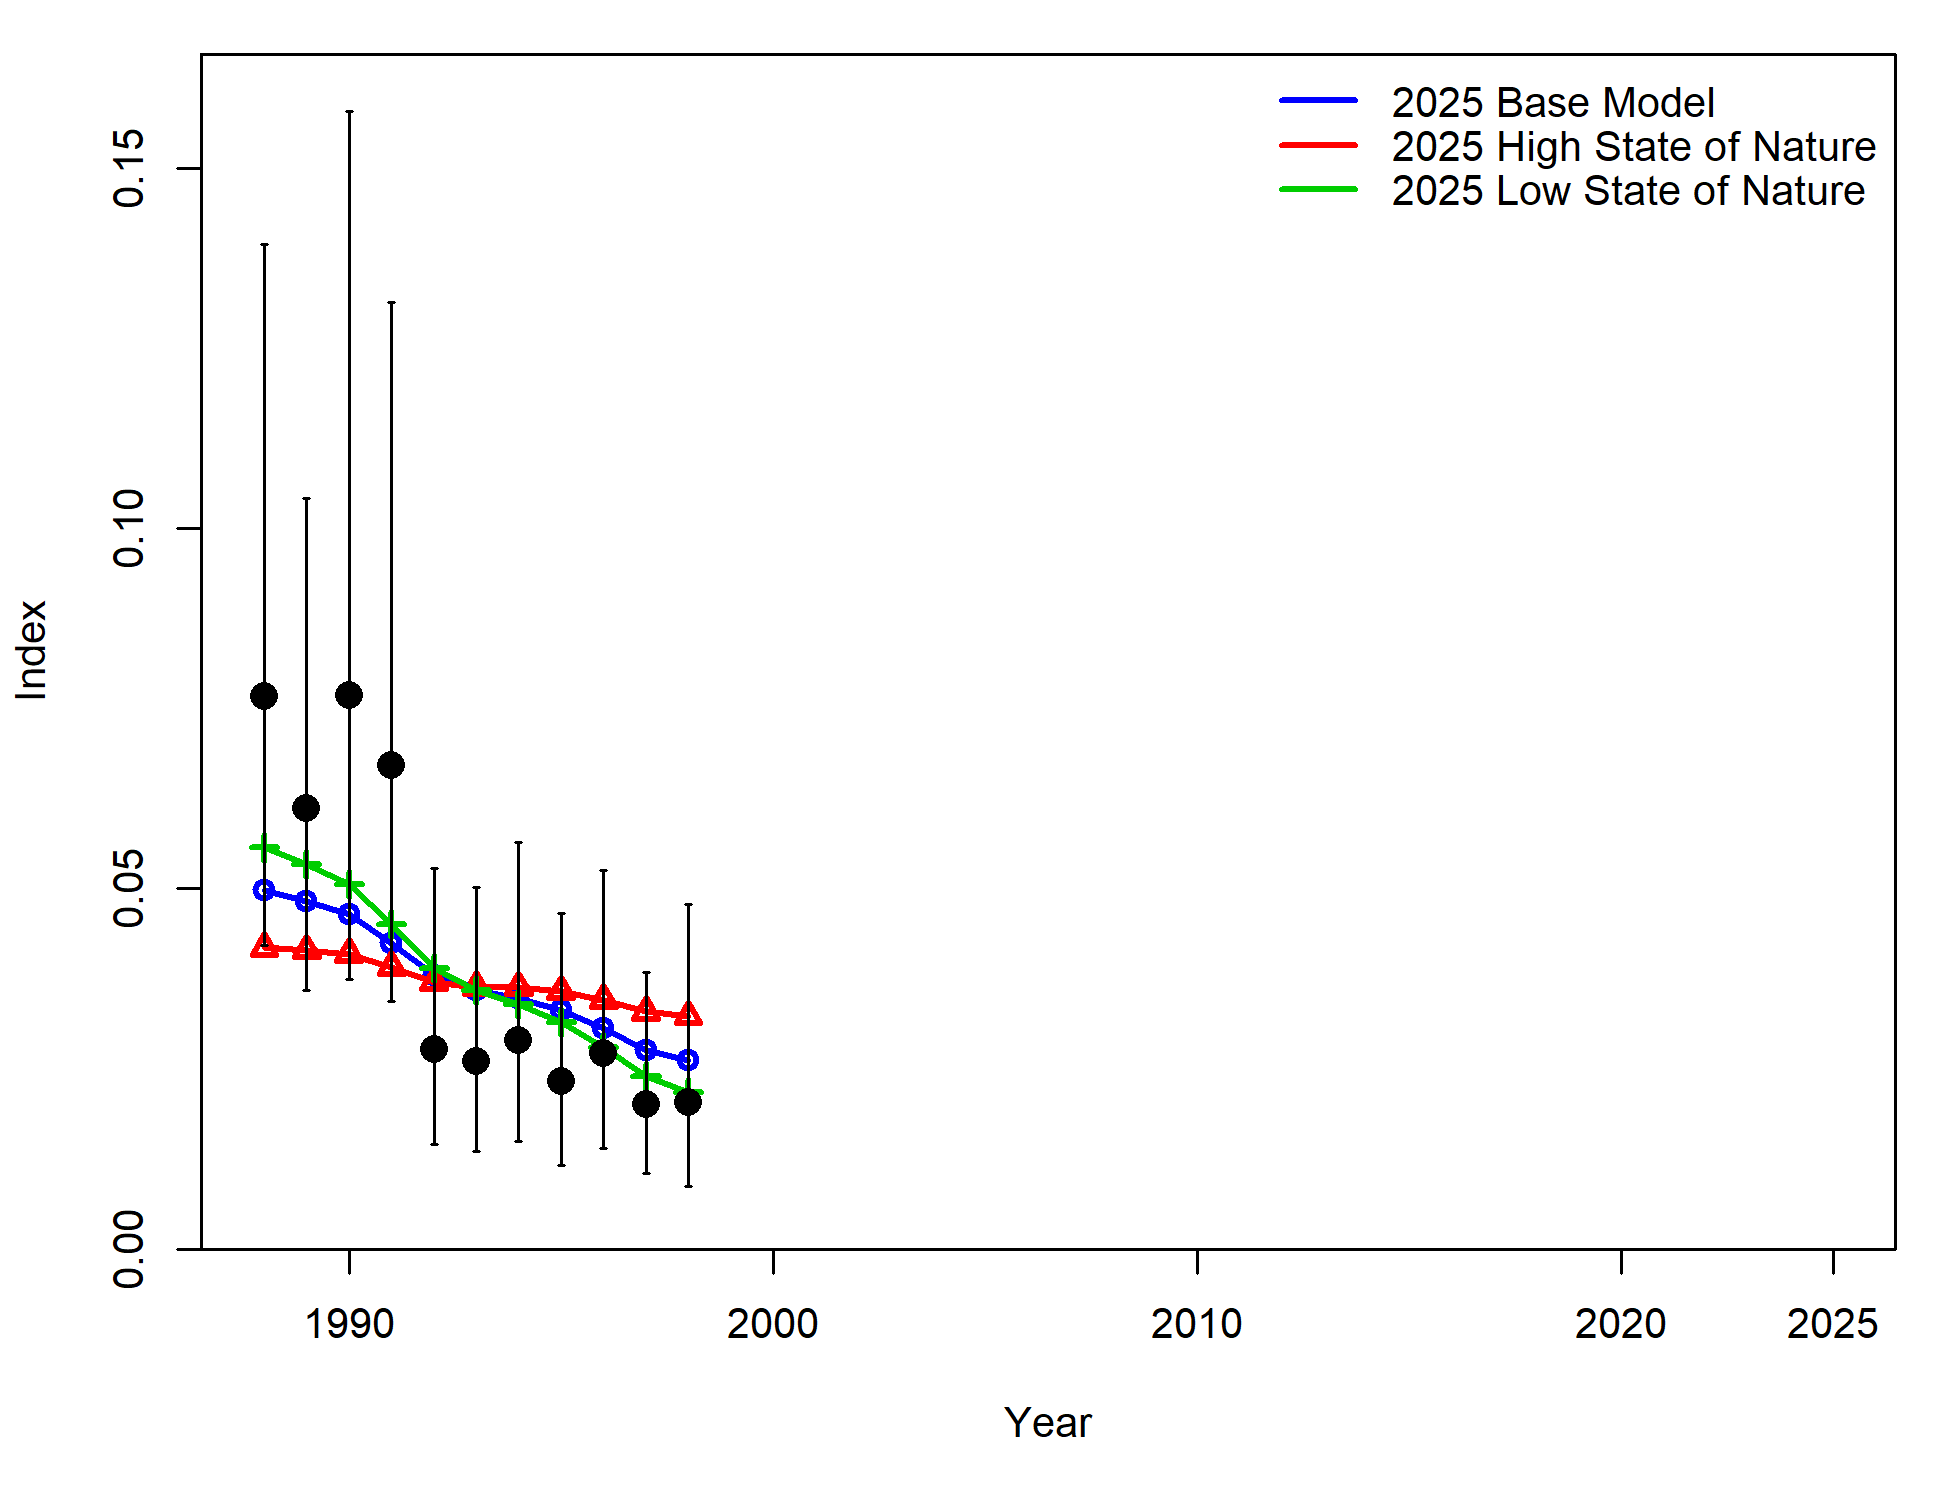 2025 Base Model
2025 High State of Nature
2025 Low State of Nature
0.15
0.10
0.05
0.00
Index
1990 2000 2010 2020 2025
Year